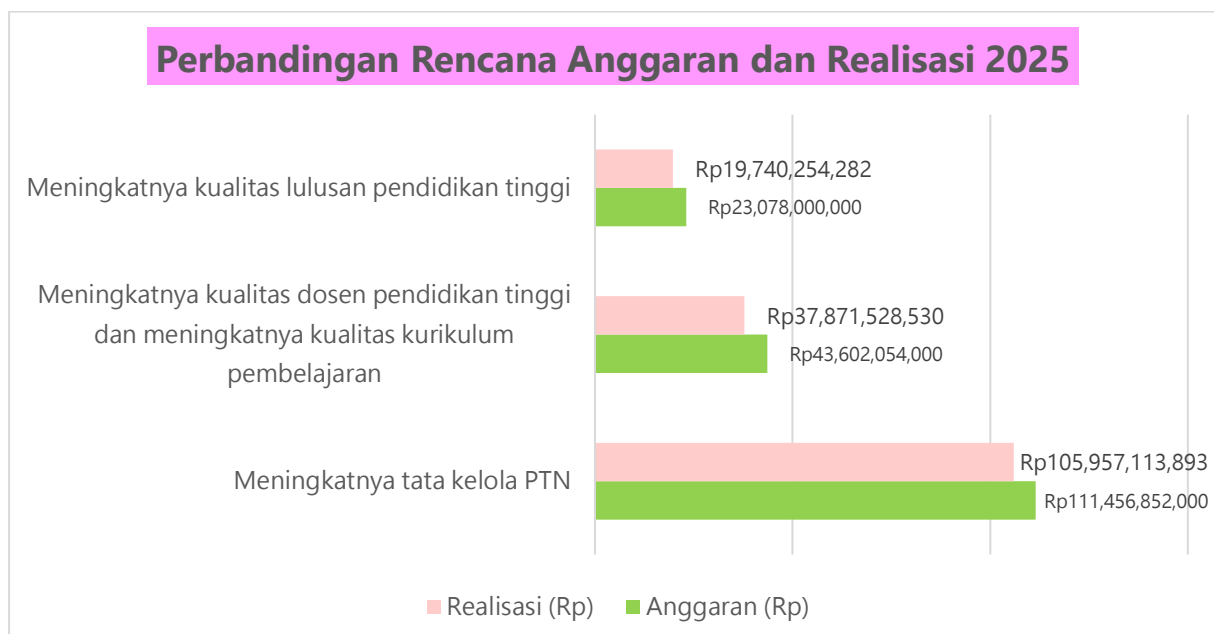 Perbandingan Rencana Anggaran dan Realisasi 2025
Meningkatnya kualitas lulusan pendidikan tinggi
Rp19,740,254,282
Rp23,078,000,000
Meningkatnya kualitas dosen pendidikan tinggi
dan meningkatnya kualitas kurikulum
pembelajaran
Rp37,871,528,530
Rp43,602,054,000
Meningkatnya tata kelola PTN
Rp105,957,113,893
Rp111,456,852,000
Realisasi (Rp) Anggaran (Rp)